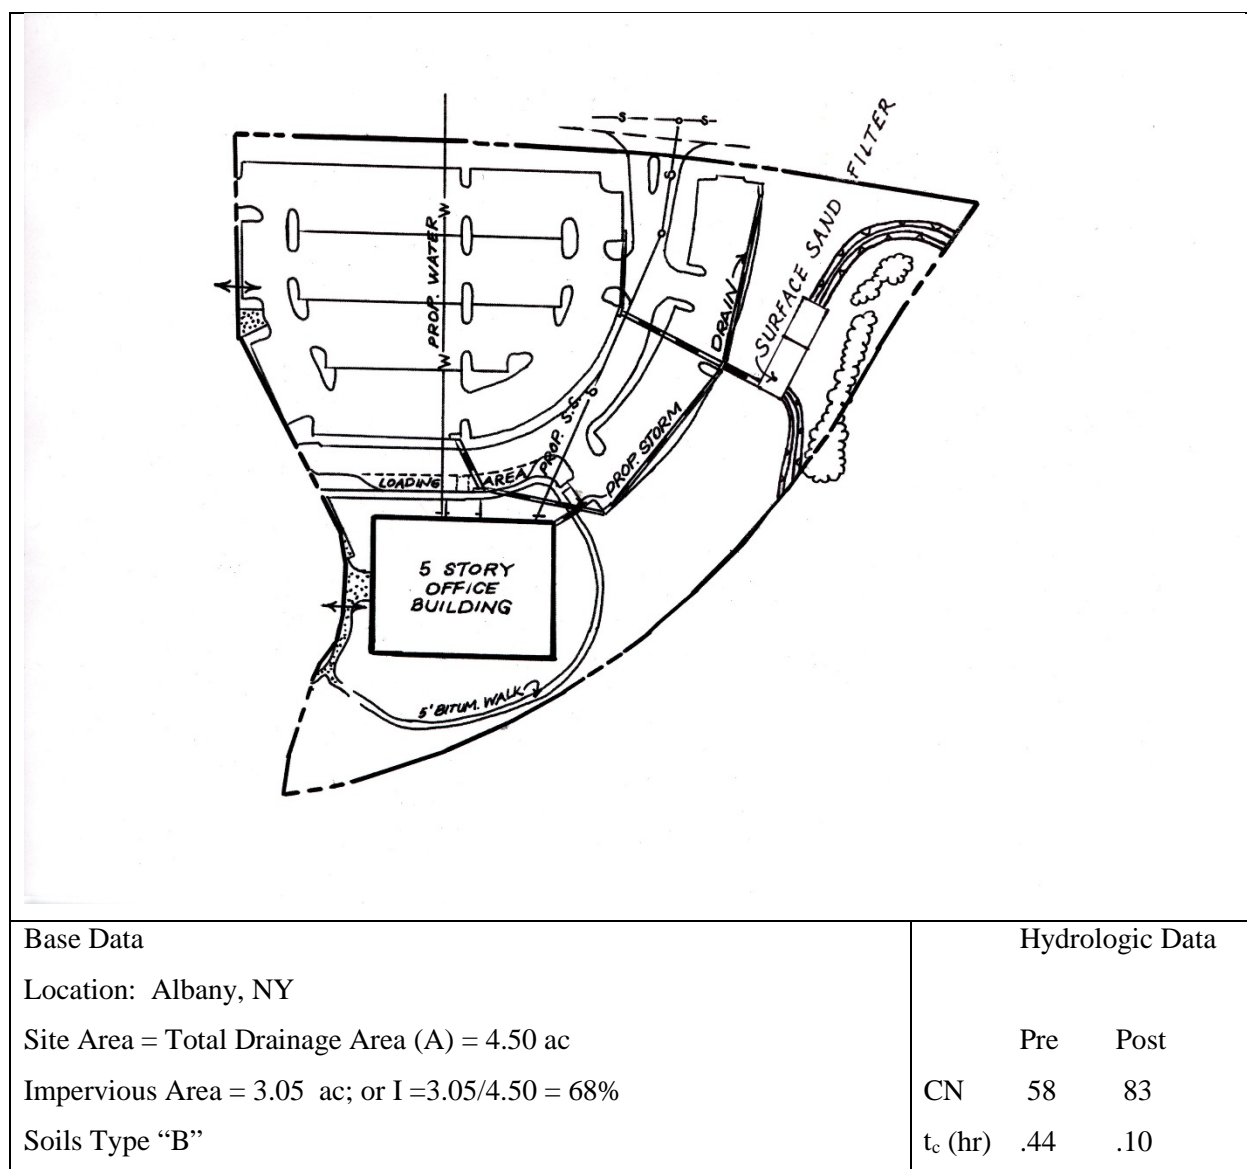 S S
SURFACE SAND FILTER
S
W
PROP. WATER
W
DRAIN
PROP. S.
S
PROP. STORM
LOADING AREA
5 STORY
OFFICE
BUILDING
5' BITUM. WALK
Base Data
Location: Albany, NY
Site Area = Total Drainage Area (A) = 4.50 ac
Impervious Area = 3.05 ac; or I =3.05/4.50 = 68%
Soils Type “B”
Hydrologic Data
Pre Post
CN 58 83
tc (hr) .44 .10